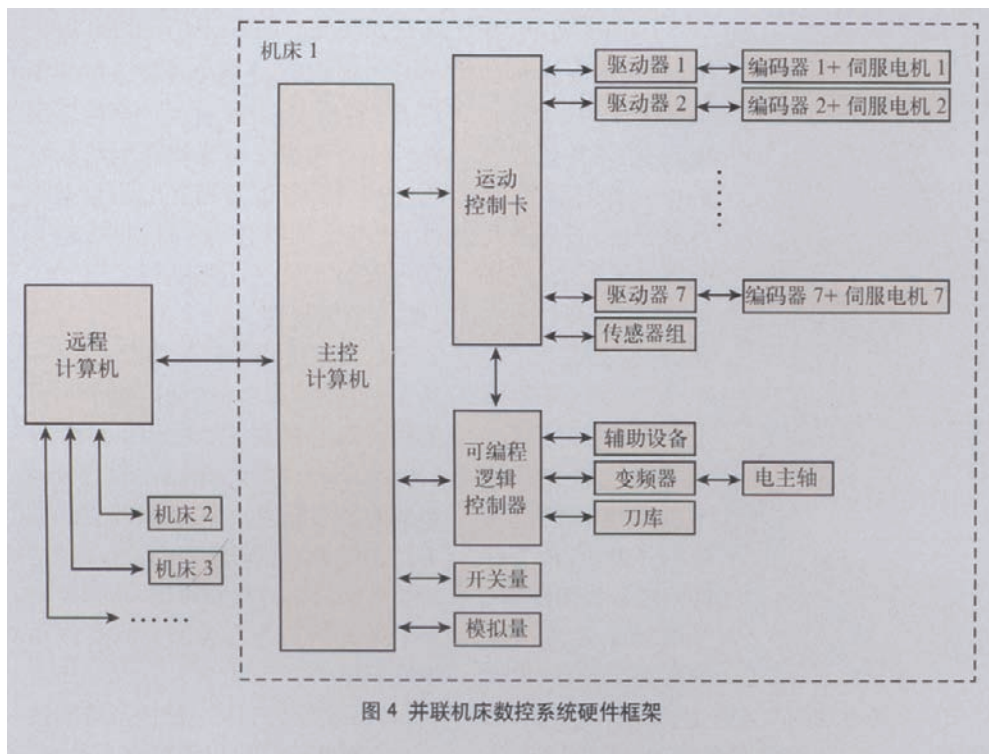 机床 1
驱动器 1
编码器 1+ 伺服电机 1
驱动器 2
编码器 2+ 伺服电机 2
运动
控制卡
······
驱动器 7
编码器 7+ 伺服电机 7
传感器组
远程
计算机
主控
计算机
可编程
逻辑
控制器
辅助设备
变频器
电主轴
刀库
机床 2
机床 3
······
开关量
模拟量
图 4 并联机床数控系统硬件框架